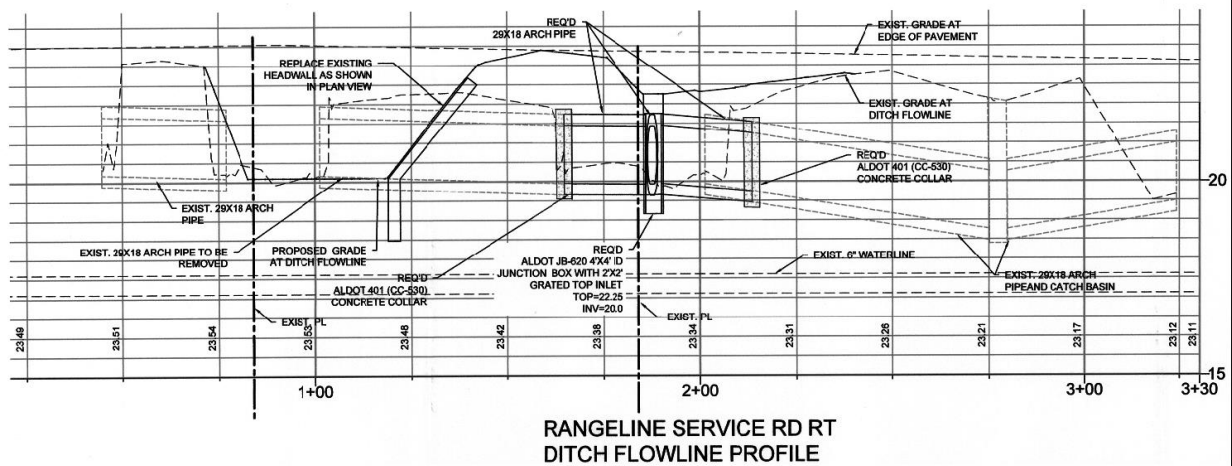 REQ'D
29X18 ARCH PIPE
EXIST. GRADE AT
EDGE OF PAVEMENT
REPLACE EXISTING
HEADWALL AS SHOWN
IN PLAN VIEW
EXIST. GRADE AT
DITCH FLOWLINE
REQ'D
ALDOT 401 (CC-530)
CONCRETE COLLAR
20
EXIST. 29X18 ARCH
PIPE
EXIST. 29X18 ARCH PIPE TO BE
REMOVED
PROPOSED GRADE
AT DITCH FLOWLINE
REQ'D
ALDOT 401 (CC-530)
CONCRETE COLLAR
REQ'D
ALDOT JB-620 4'X4' ID
JUNCTION BOX WITH 2'X2'
GRATED TOP INLET
TOP=22.25
INV=20.0
EXIST. 6" WATERLINE
EXIST. 29X18 ARCH
PIPEAND CATCH BASIN
EXIST. PL
EXIST. PL
23.49
23.51
23.54
23.53
23.48
23.42
23.38
23.34
23.31
23.26
23.21
23.17
23.12
23.11
15
1+00
2+00
3+00
3+30
RANGELINE SERVICE RD RT
DITCH FLOWLINE PROFILE